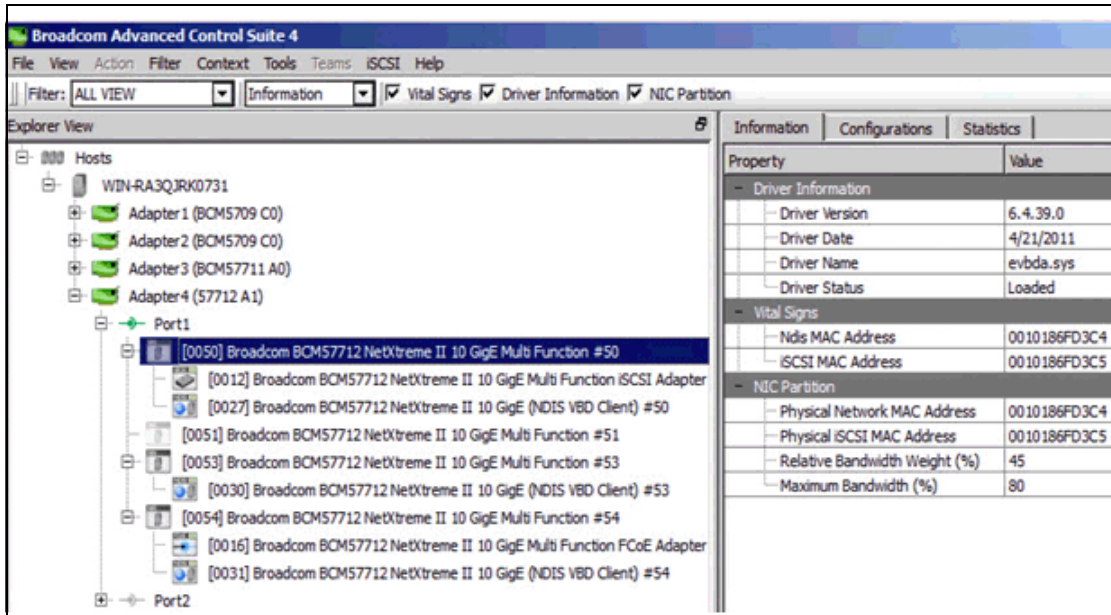 Broadcom Advanced Control Suite 4
File View Action Filter Context Tools Teams iSCSI Help
Filter: ALL VIEW Information Vital Signs Driver Information NIC Partition
Explorer View
Hosts
WIN-RA3QJRK0731
Adapter1 (BCM5709 C0)
Adapter2 (BCM5709 C0)
Adapter3 (BCM57711 A0)
Adapter4 (57712 A1)
Port1
[0050] Broadcom BCM57712 NetXtreme II 10 GigE Multi Function #50
[0012] Broadcom BCM57712 NetXtreme II 10 GigE Multi Function iSCSI Adapter
[0027] Broadcom BCM57712 NetXtreme II 10 GigE (NDIS VBD Client) #50
[0051] Broadcom BCM57712 NetXtreme II 10 GigE Multi Function #51
[0053] Broadcom BCM57712 NetXtreme II 10 GigE Multi Function #53
[0030] Broadcom BCM57712 NetXtreme II 10 GigE (NDIS VBD Client) #53
[0054] Broadcom BCM57712 NetXtreme II 10 GigE Multi Function #54
[0016] Broadcom BCM57712 NetXtreme II 10 GigE Multi Function FCoE Adapter
[0031] Broadcom BCM57712 NetXtreme II 10 GigE (NDIS VBD Client) #54
Port2
Information Configurations Statistics
Property Value
Driver Information
Driver Version 6.4.39.0
Driver Date 4/21/2011
Driver Name evbda.sys
Driver Status Loaded
Vital Signs
Ndis MAC Address 0010186FD3C4
iSCSI MAC Address 0010186FD3C5
NIC Partition
Physical Network MAC Address 0010186FD3C4
Physical iSCSI MAC Address 0010186FD3C5
Relative Bandwidth Weight (%) 45
Maximum Bandwidth (%) 80